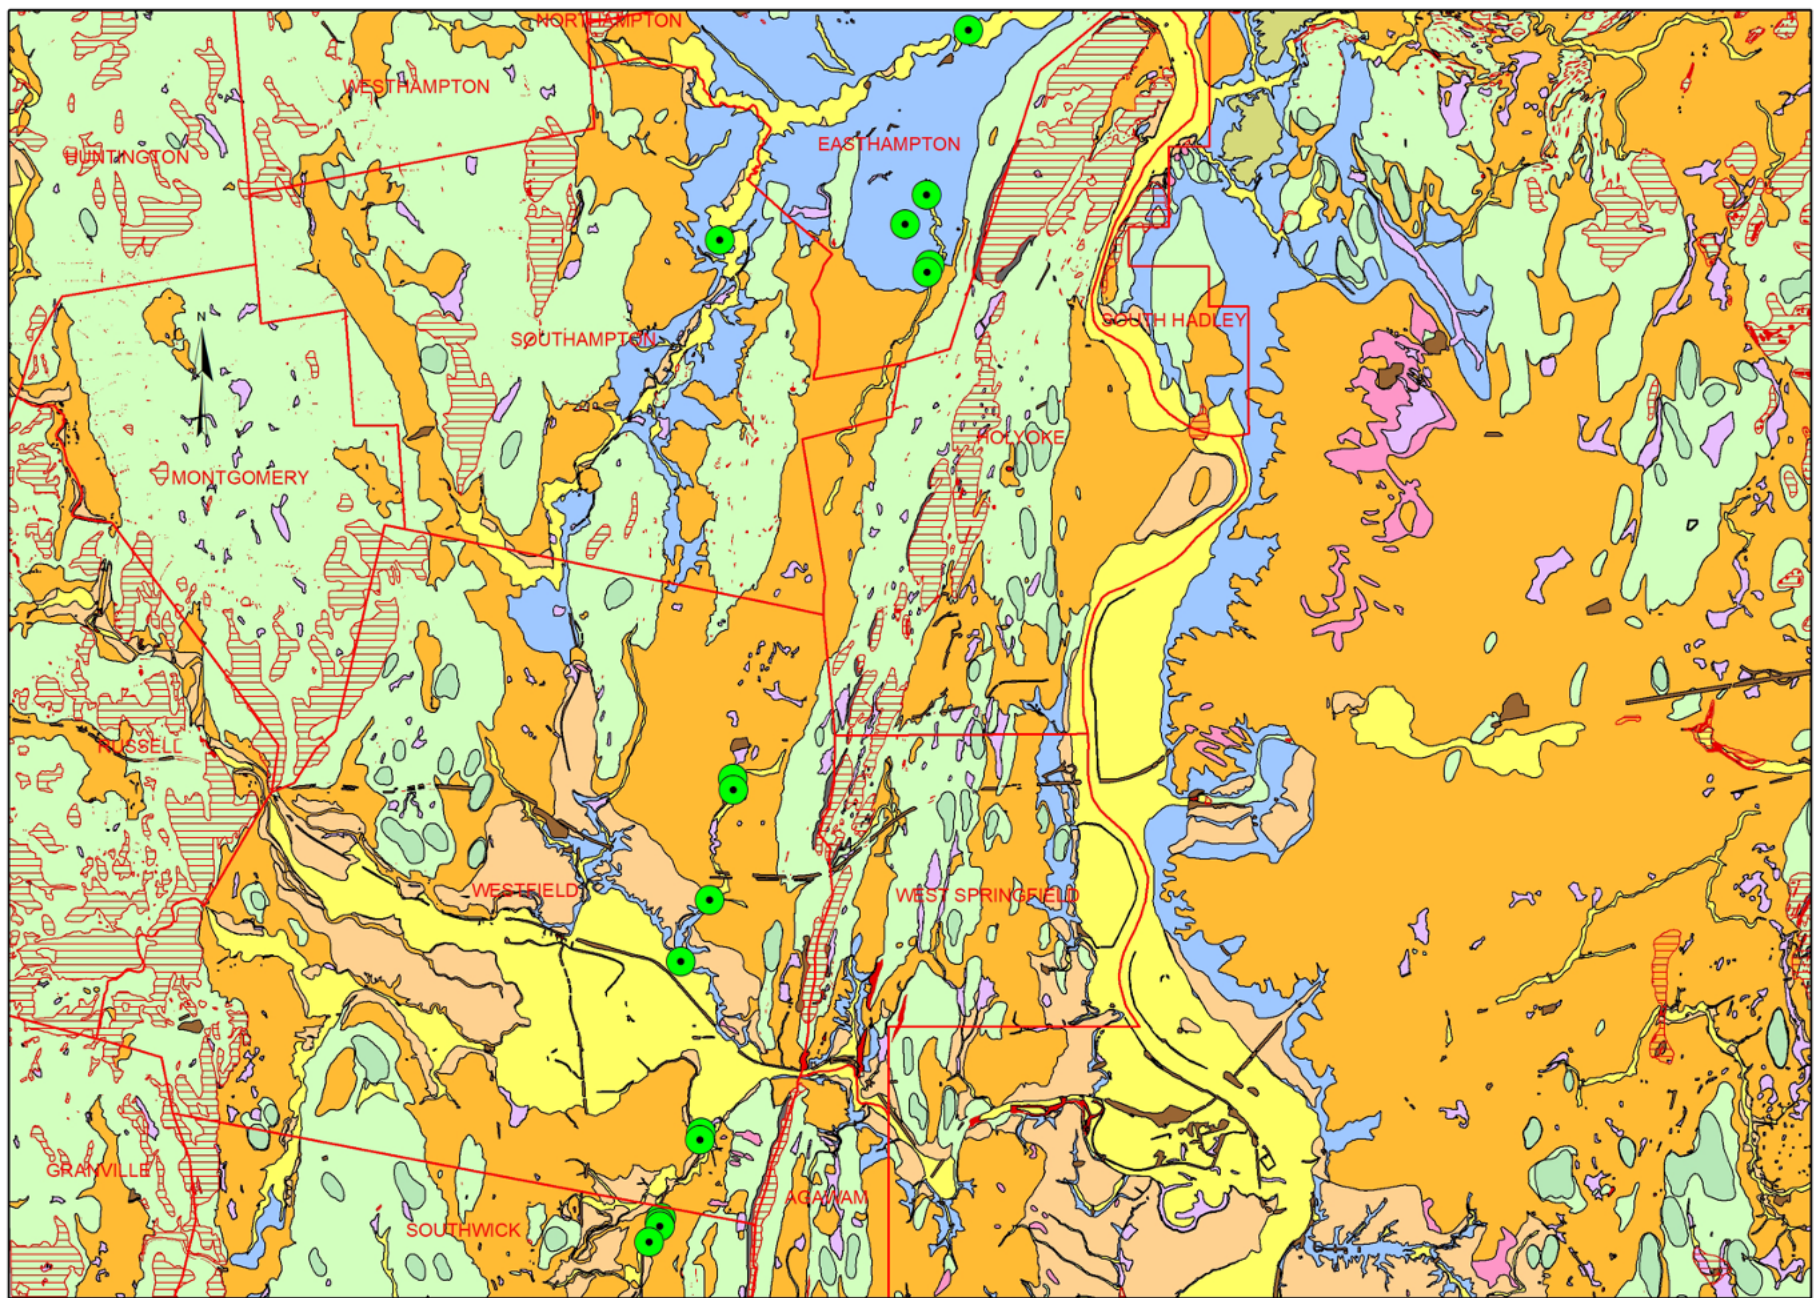 NORTHAMPTON
WESTHAMPTON
EASTHAMPTON
HUNTINGTON
N
SOUTH HADLEY
SOUTHAMPTON
HOLYOKE
MONTGOMERY
RUSSELL
WESTFIELD
WEST SPRINGFIELD
GRANVILLE
AGAWAM
SOUTHWICK